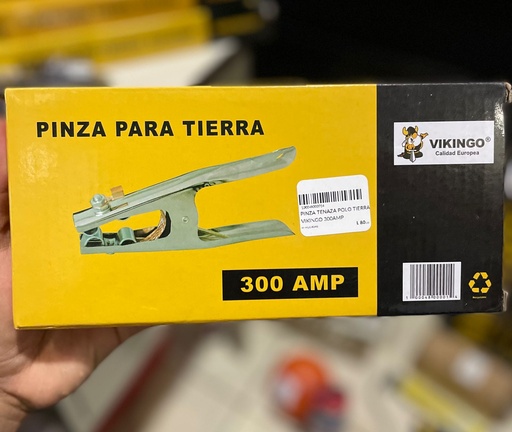 PINZA PARA TIERRA
VIKINGO®
Calidad Europea
PINZA TENAZA POLO TIERRA
VIKINGO 300AMP
300 AMP